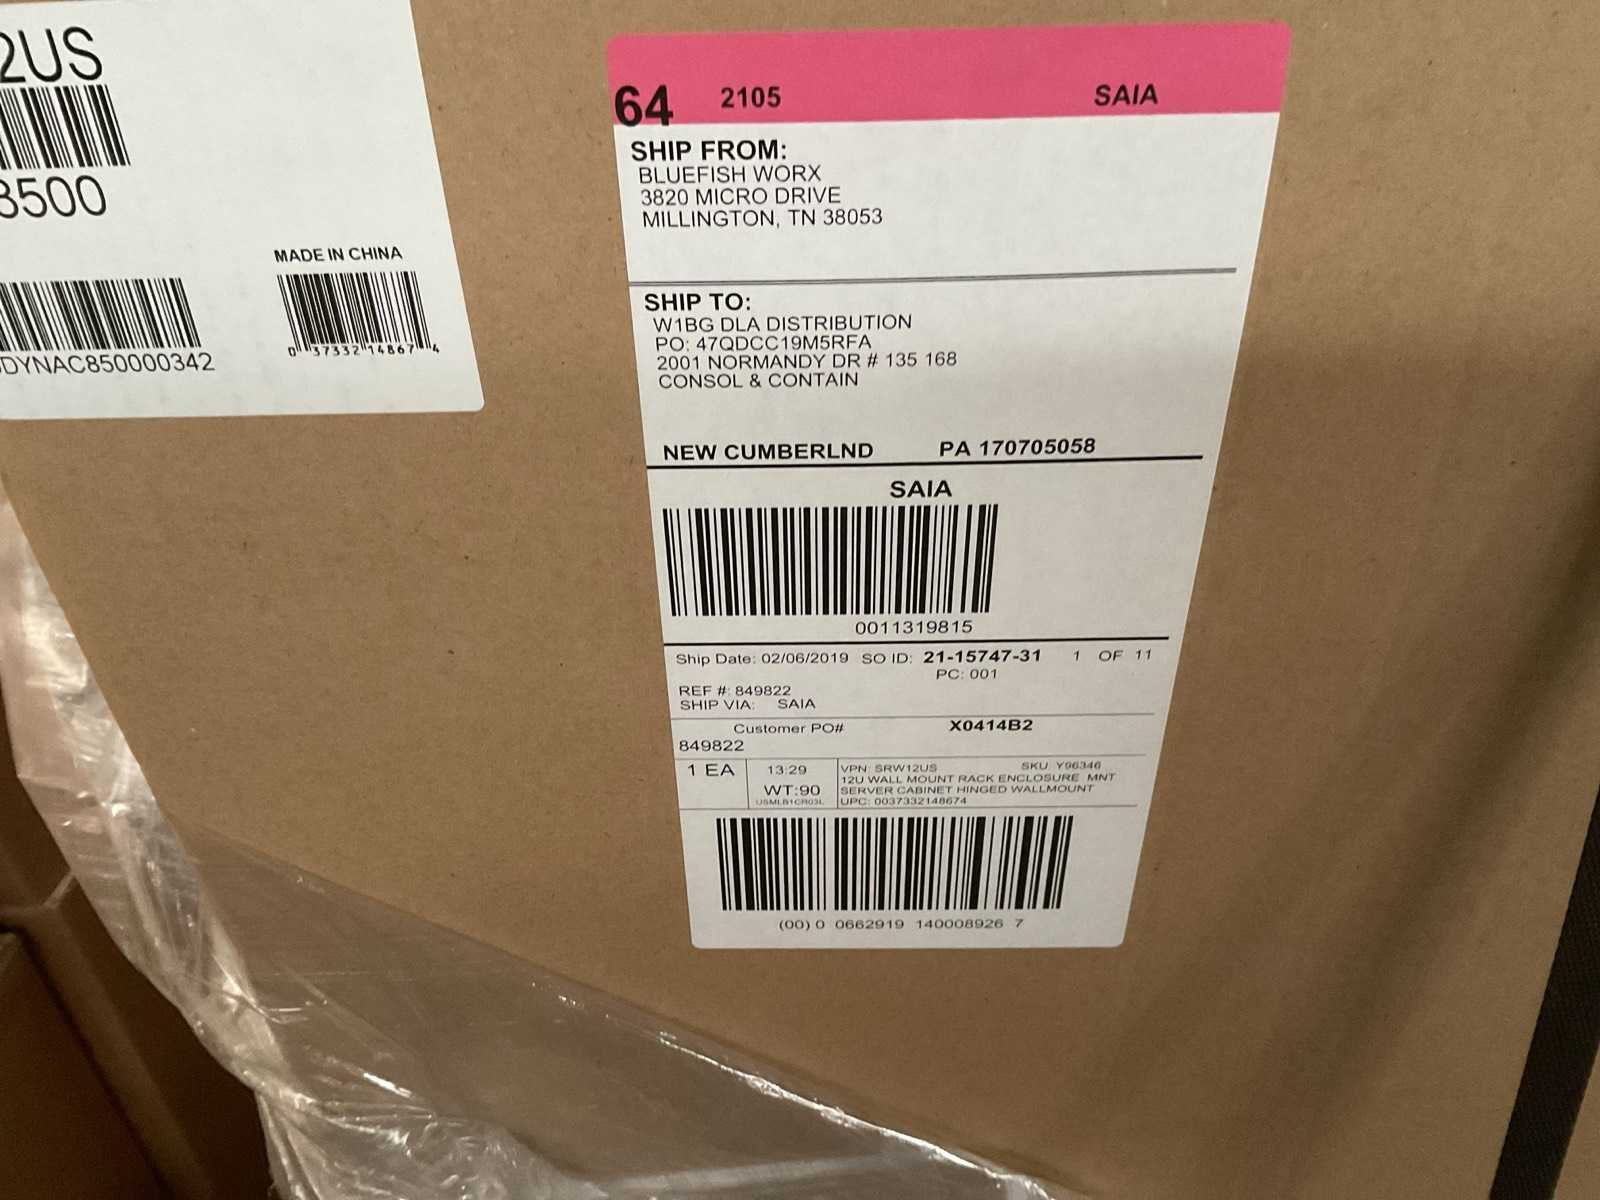 2US
3500
MADE IN CHINA
0 37332 14867 4
DYNAC850000342
64 2105 SAIA
SHIP FROM:
BLUEFISH WORX
3820 MICRO DRIVE
MILLINGTON, TN 38053
SHIP TO:
W1BG DLA DISTRIBUTION
PO: 47QDCC19M5RFA
2001 NORMANDY DR # 135 168
CONSOL & CONTAIN
NEW CUMBERLND PA 170705058
SAIA
0011319815
Ship Date: 02/06/2019 SO ID: 21-15747-31 1 OF 11
PC: 001
REF #: 849822
SHIP VIA: SAIA
Customer PO# X0414B2
849822
1 EA 13:29 VPN: SRW12US SKU Y96346
12U WALL MOUNT RACK ENCLOSURE MNT
WT:90 SERVER CABINET HINGED WALLMOUNT
USMLB1CR03L UPC: 0037332148674
(00) 0 0662919 140008926 7